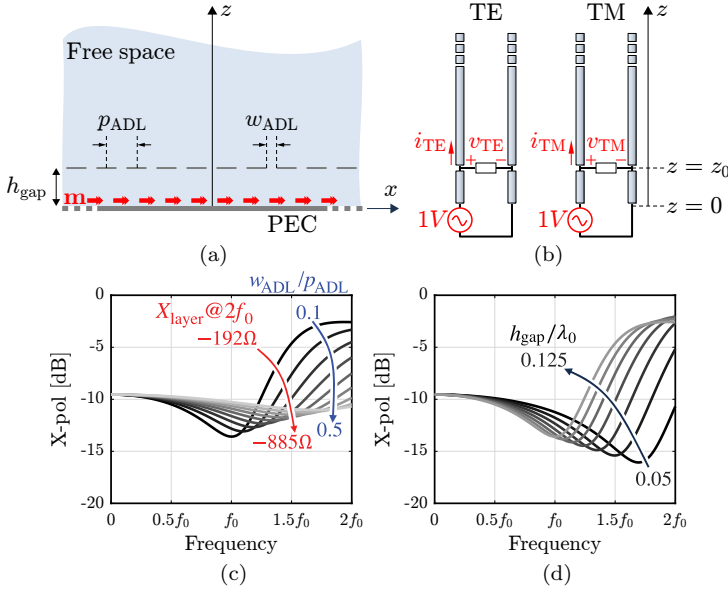 z
Free space
p_ADL
w_ADL
h_gap
m
x
PEC
(a)
TE
TM
z
i_TE
v_TE
+ −
i_TM
v_TM
+ −
z = z_0
1V
1V
z = 0
(b)
0
-5
-10
-15
-20
X-pol [dB]
w_ADL/p_ADL
X_layer@2f_0
0.1
−192Ω
−885Ω
0.5
0
0.5f_0
f_0
1.5f_0
2f_0
Frequency
(c)
0
-5
-10
-15
-20
X-pol [dB]
h_gap/λ_0
0.125
0.05
0
0.5f_0
f_0
1.5f_0
2f_0
Frequency
(d)